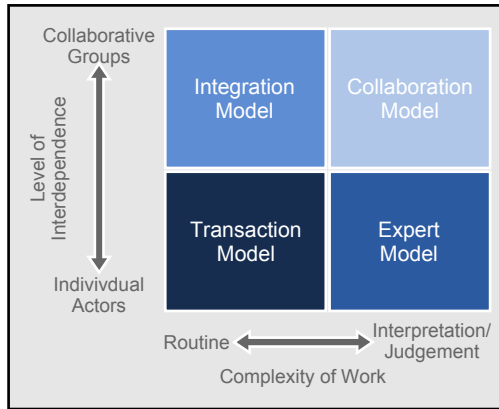 Collaborative
Groups
Integration
Model
Collaboration
Model
Level of
Interdependence
Transaction
Model
Expert
Model
Indivivdual
Actors
Routine
Interpretation/
Judgement
Complexity of Work